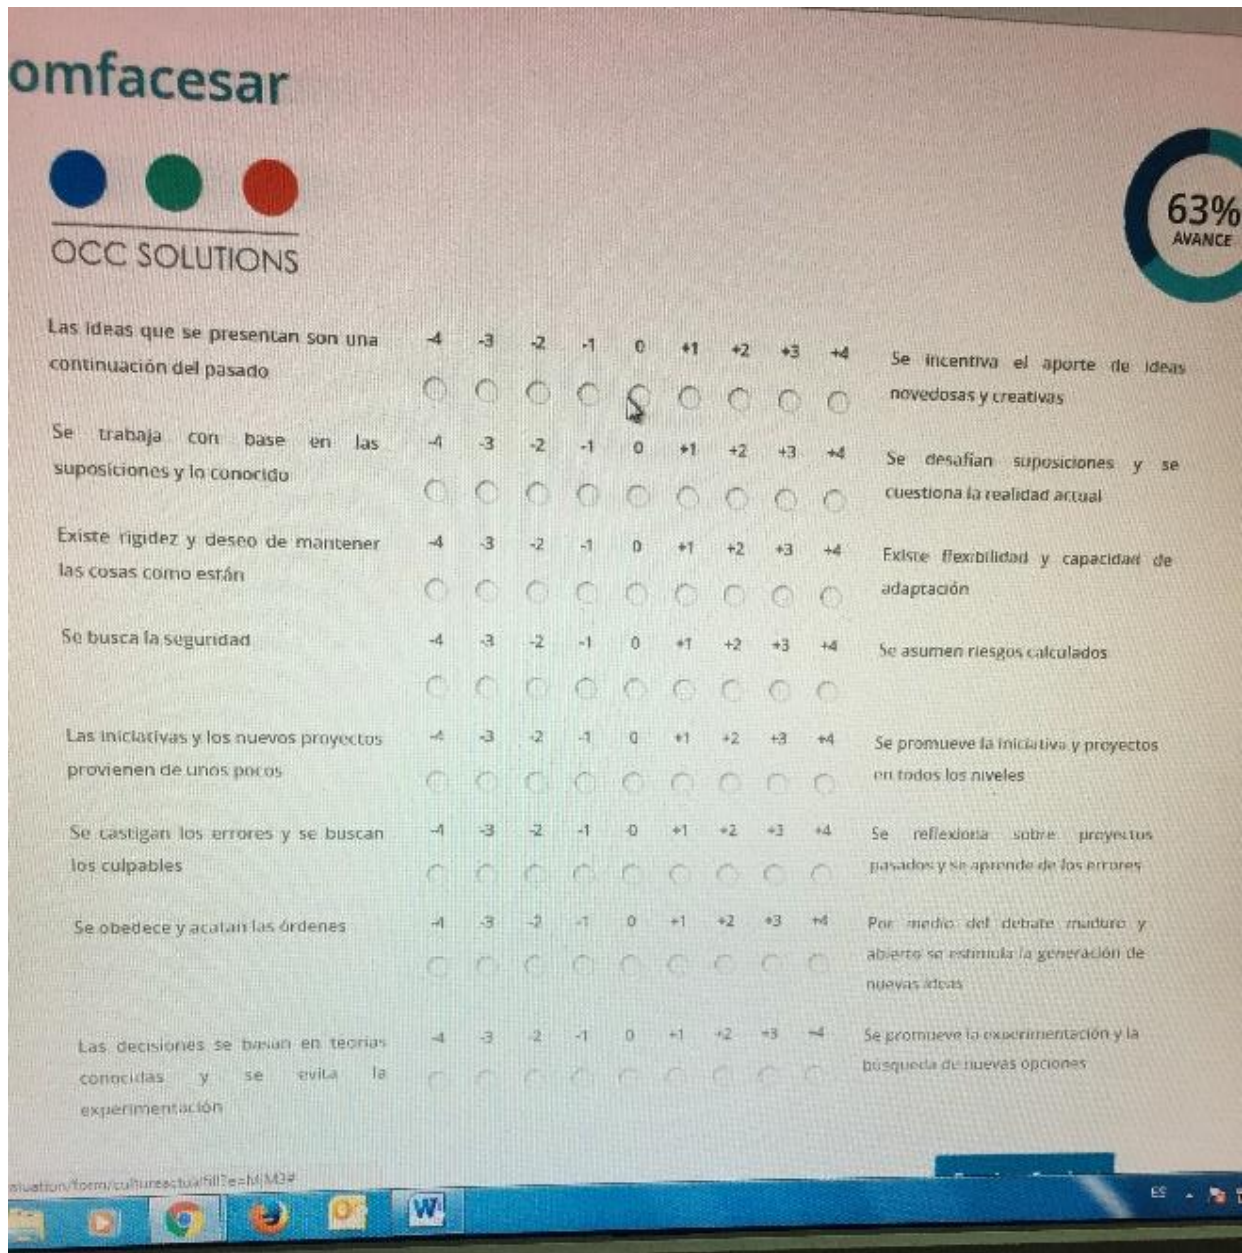 omfacesar
63%
AVANCE
OCC SOLUTIONS
Las ideas que se presentan son una
continuación del pasado
-4 -3 -2 -1 0 +1 +2 +3 +4
Se incentiva el aporte de ideas
novedosas y creativas
Se trabaja con base en las
suposiciones y lo conocido
-4 -3 -2 -1 0 +1 +2 +3 +4
Se desafían suposiciones y se
cuestiona la realidad actual
Existe rigidez y deseo de mantener
las cosas como están
-4 -3 -2 -1 0 +1 +2 +3 +4
Existe flexibilidad y capacidad de
adaptación
Se busca la seguridad
-4 -3 -2 -1 0 +1 +2 +3 +4
Se asumen riesgos calculados
Las iniciativas y los nuevos proyectos
provienen de unos pocos
-4 -3 -2 -1 0 +1 +2 +3 +4
Se promueve la iniciativa y proyectos
en todos los niveles
Se castigan los errores y se buscan
los culpables
-4 -3 -2 -1 0 +1 +2 +3 +4
Se reflexiona sobre proyectos
pasados y se aprende de los errores
Se obedece y acatan las órdenes
-4 -3 -2 -1 0 +1 +2 +3 +4
Por medio del debate maduro y
abierto se estimula la generación de
nuevas ideas
Las decisiones se basan en teorías
conocidas y se evita la
experimentación
-4 -3 -2 -1 0 +1 +2 +3 +4
Se promueve la experimentación y la
búsqueda de nuevas opciones
ES